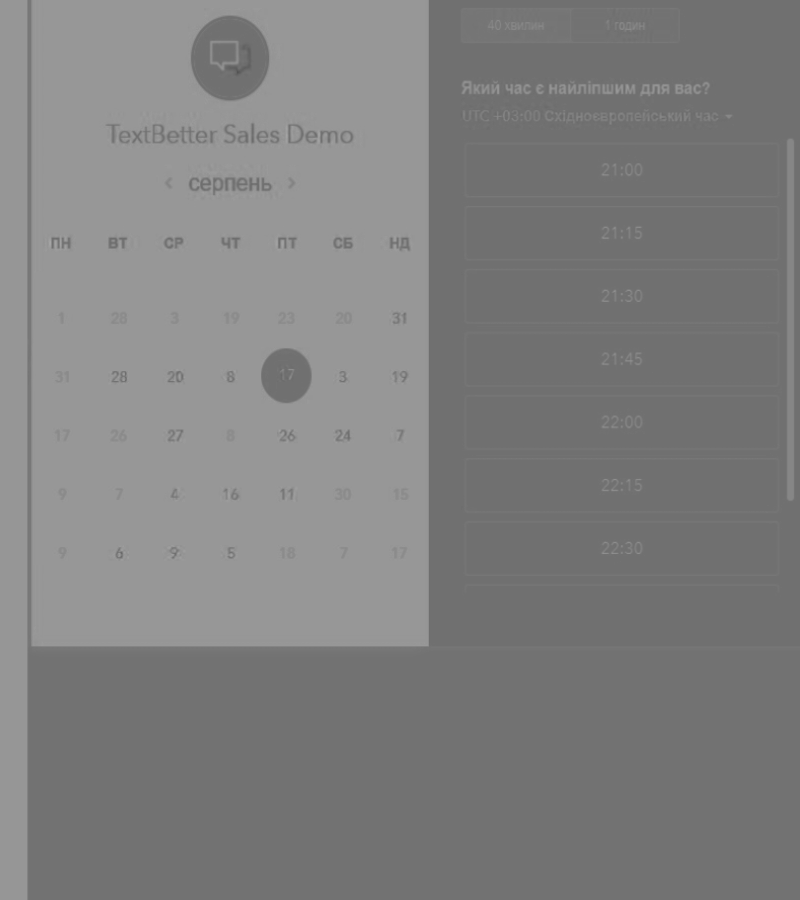 TextBetter Sales Demo
серпень
ПН ВТ СР ЧТ ПТ СБ НД
1 28 3 19 23 20 31
31 28 20 8 17 3 19
17 26 27 8 26 24 7
9 7 4 16 11 30 15
9 6 9 5 18 7 17
40 хвилин 1 годин
Який час є найліпшим для вас?
UTC +03:00 Східноєвропейський час
21:00
21:15
21:30
21:45
22:00
22:15
22:30